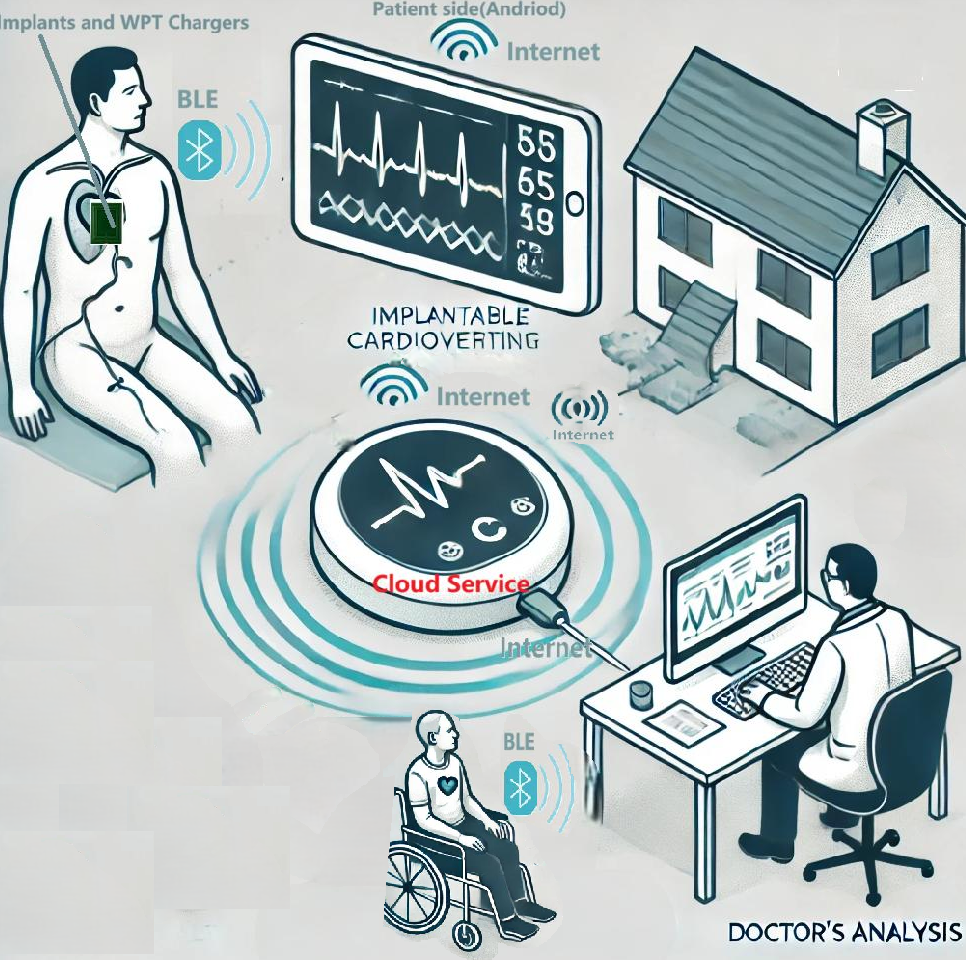 Implants and WPT Chargers
Patient side(Andriod)
Internet
BLE
55
65
39
IMPLANTABLE
CARDIOVERTING
Internet
Internet
Cloud Service
Internet
BLE
DOCTOR'S ANALYSIS